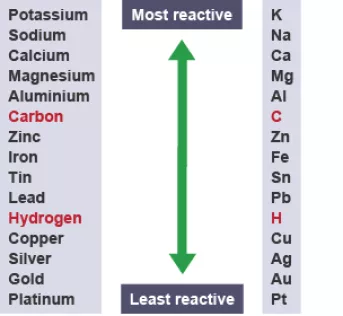 Potassium Most reactive K
Sodium Na
Calcium Ca
Magnesium Mg
Aluminium Al
Carbon C
Zinc Zn
Iron Fe
Tin Sn
Lead Pb
Hydrogen H
Copper Cu
Silver Ag
Gold Au
Platinum Least reactive Pt